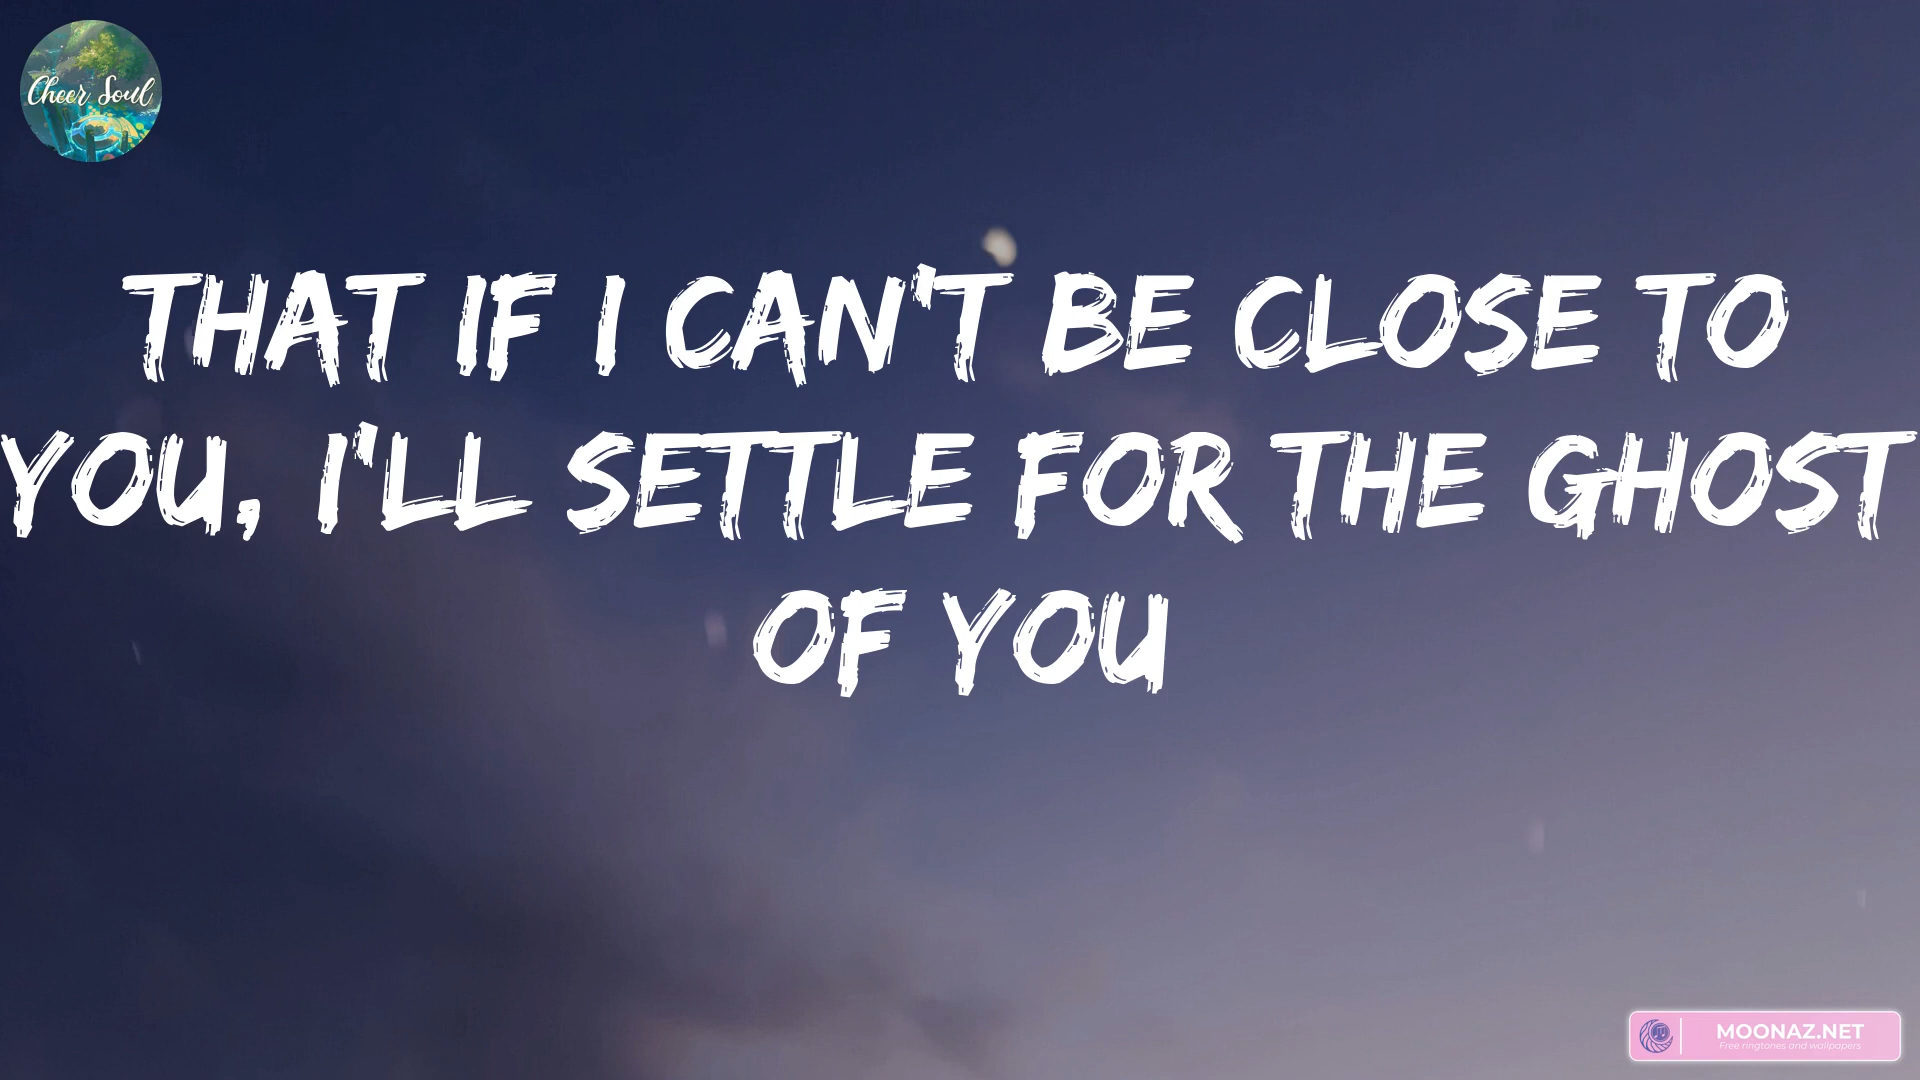 Cheer Soul
THAT IF I CAN'T BE CLOSE TO
YOU, I'LL SETTLE FOR THE GHOST
OF YOU
MOONAZ.NET
Free ringtones and wallpapers